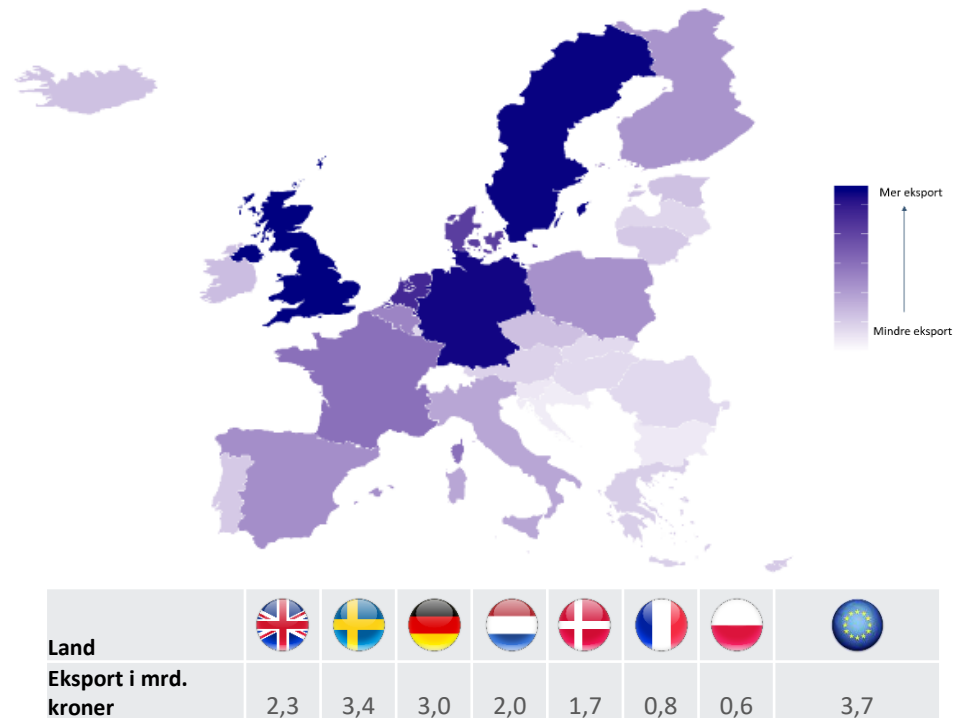 Mer eksport
Mindre eksport
Land
Eksport i mrd.
kroner 2,3 3,4 3,0 2,0 1,7 0,8 0,6 3,7